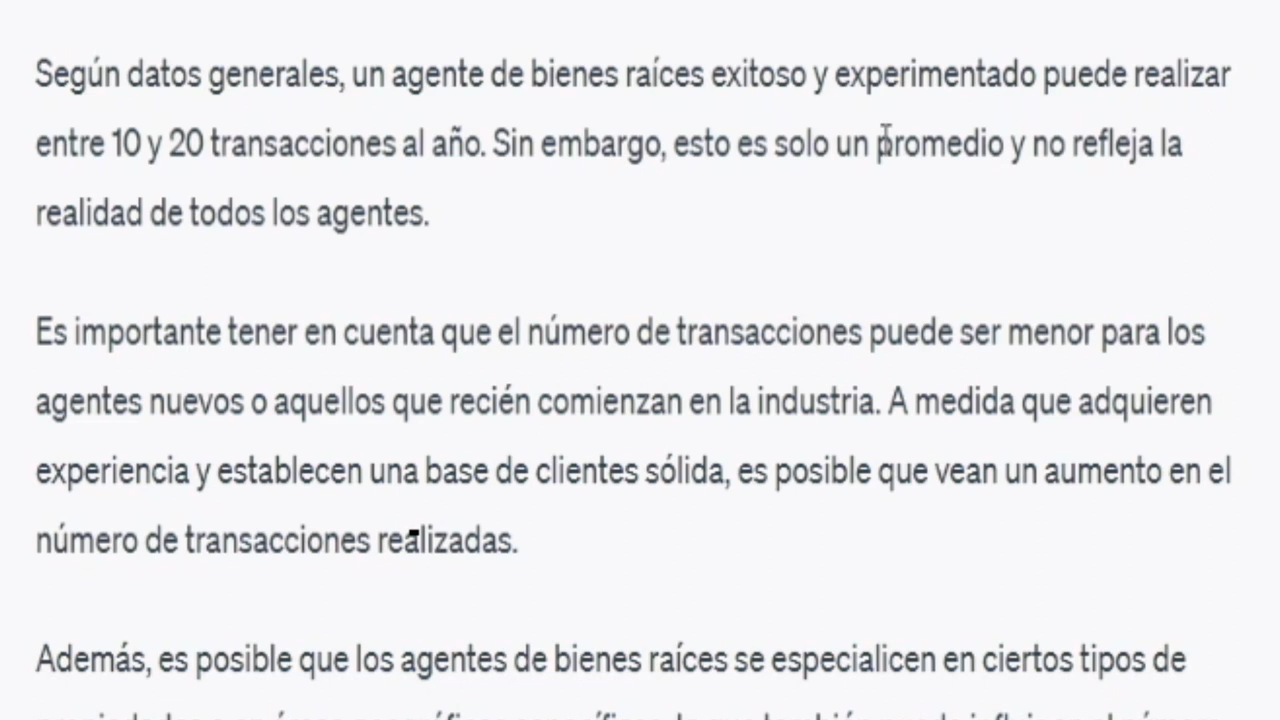 Según datos generales, un agente de bienes raíces exitoso y experimentado puede realizar
entre 10 y 20 transacciones al año. Sin embargo, esto es solo un promedio y no refleja la
realidad de todos los agentes.
Es importante tener en cuenta que el número de transacciones puede ser menor para los
agentes nuevos o aquellos que recién comienzan en la industria. A medida que adquieren
experiencia y establecen una base de clientes sólida, es posible que vean un aumento en el
número de transacciones realizadas.
Además, es posible que los agentes de bienes raíces se especialicen en ciertos tipos de